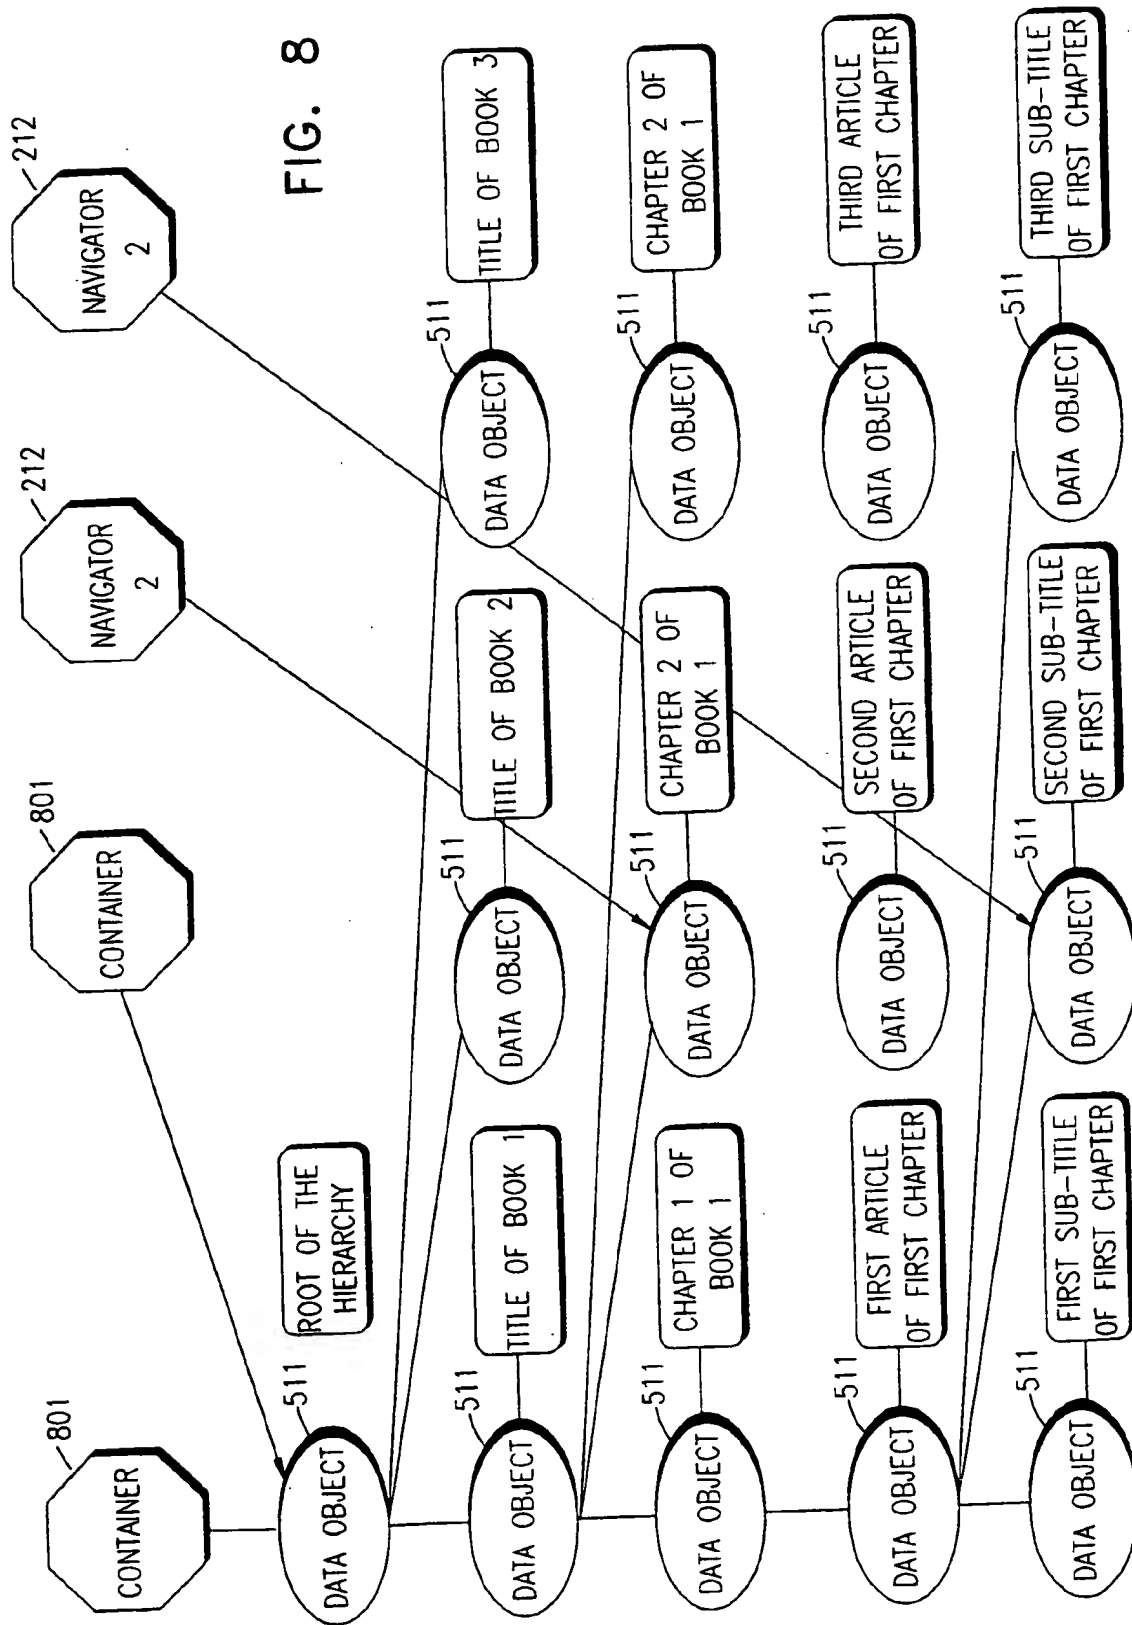 FIG. 8
801
801
212
212
CONTAINER
CONTAINER
NAVIGATOR
2
NAVIGATOR
2
511
DATA OBJECT
ROOT OF THE
HIERARCHY
511
DATA OBJECT
TITLE OF BOOK 1
511
DATA OBJECT
TITLE OF BOOK 2
511
DATA OBJECT
TITLE OF BOOK 3
511
DATA OBJECT
CHAPTER 1 OF
BOOK 1
511
DATA OBJECT
CHAPTER 2 OF
BOOK 1
511
DATA OBJECT
CHAPTER 2 OF
BOOK 1
511
DATA OBJECT
FIRST ARTICLE
OF FIRST CHAPTER
511
DATA OBJECT
SECOND ARTICLE
OF FIRST CHAPTER
511
DATA OBJECT
THIRD ARTICLE
OF FIRST CHAPTER
511
DATA OBJECT
FIRST SUB-TITLE
OF FIRST CHAPTER
511
DATA OBJECT
SECOND SUB-TITLE
OF FIRST CHAPTER
511
DATA OBJECT
THIRD SUB-TITLE
OF FIRST CHAPTER